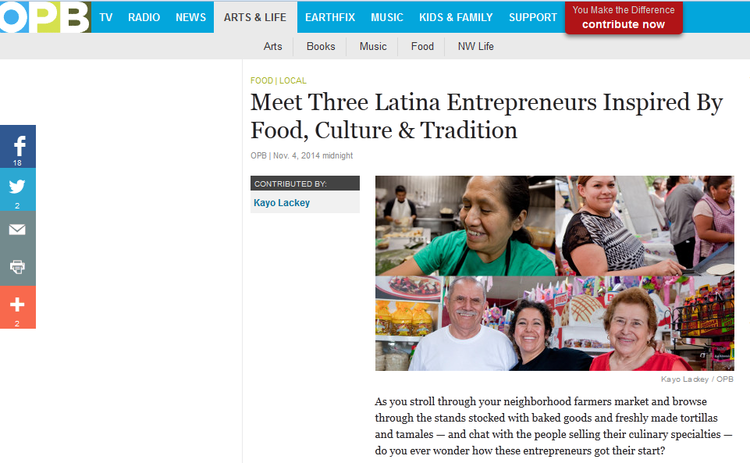 OPB TV RADIO NEWS ARTS & LIFE EARTHFIX MUSIC KIDS & FAMILY SUPPORT
You Make the Difference
contribute now
Arts Books Music Food NW Life
FOOD | LOCAL
Meet Three Latina Entrepreneurs Inspired By
Food, Culture & Tradition
OPB | Nov. 4, 2014 midnight
18
2
2
CONTRIBUTED BY:
Kayo Lackey
Kayo Lackey / OPB
As you stroll through your neighborhood farmers market and browse
through the stands stocked with baked goods and freshly made tortillas
and tamales — and chat with the people selling their culinary specialties —
do you ever wonder how these entrepreneurs got their start?